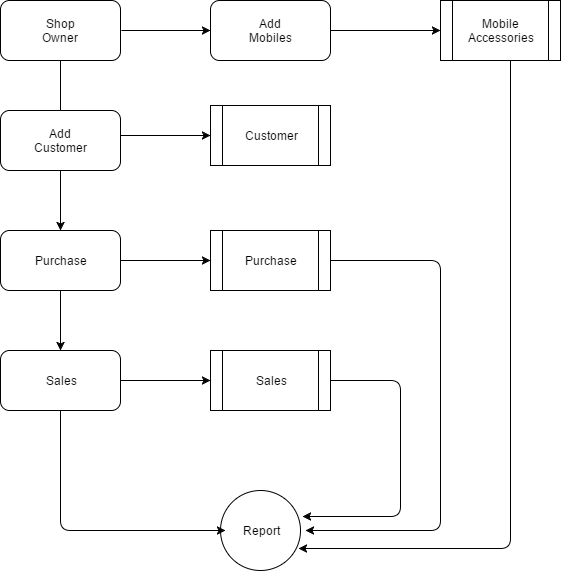 Shop
Owner
Add
Mobiles
Mobile
Accessories
Add
Customer
Customer
Purchase
Purchase
Sales
Sales
Report